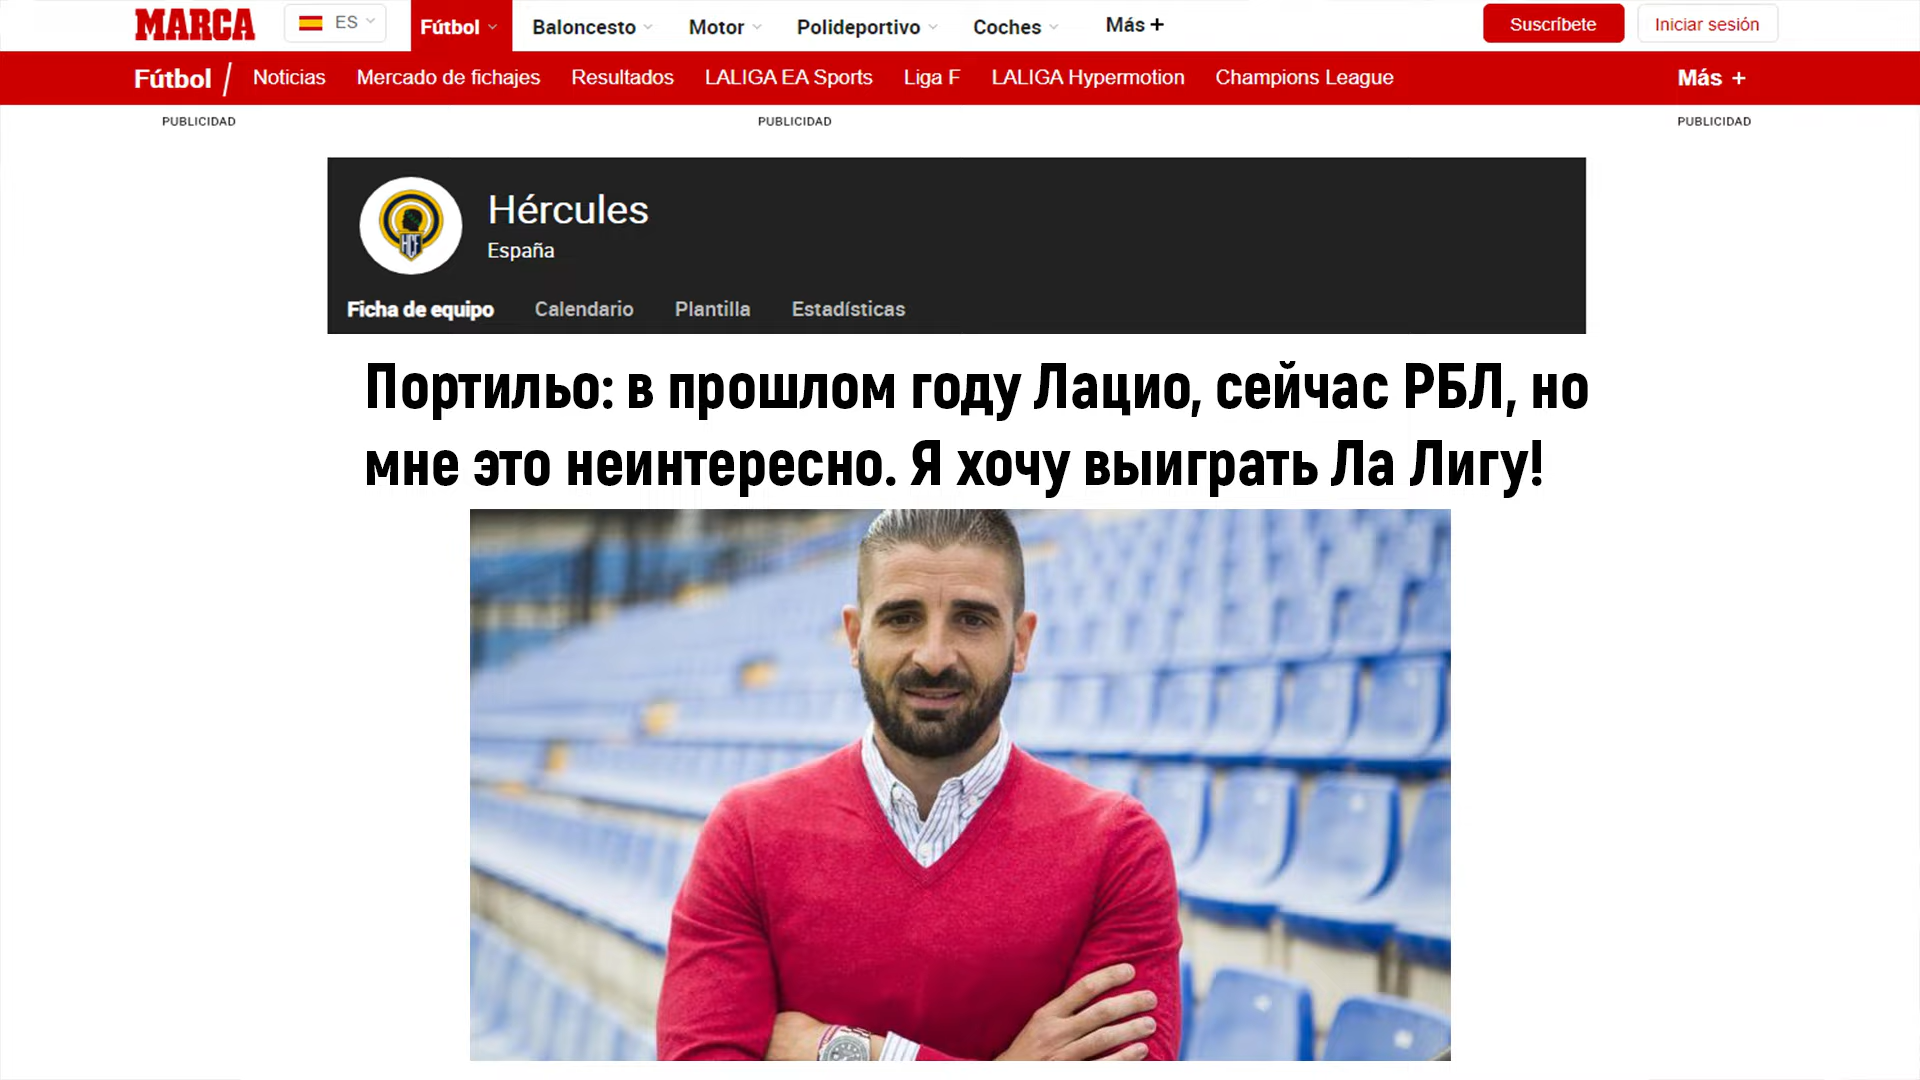 MARCA
ES
Fútbol
Baloncesto
Motor
Polideportivo
Coches
Más +
Suscríbete
Iniciar sesión
Fútbol /
Noticias
Mercado de fichajes
Resultados
LALIGA EA Sports
Liga F
LALIGA Hypermotion
Champions League
Más +
PUBLICIDAD
PUBLICIDAD
PUBLICIDAD
HCF
Hércules
España
Ficha de equipo
Calendario
Plantilla
Estadísticas
Портильо: в прошлом году Лацио, сейчас РБЛ, но
мне это неинтересно. Я хочу выиграть Ла Лигу!